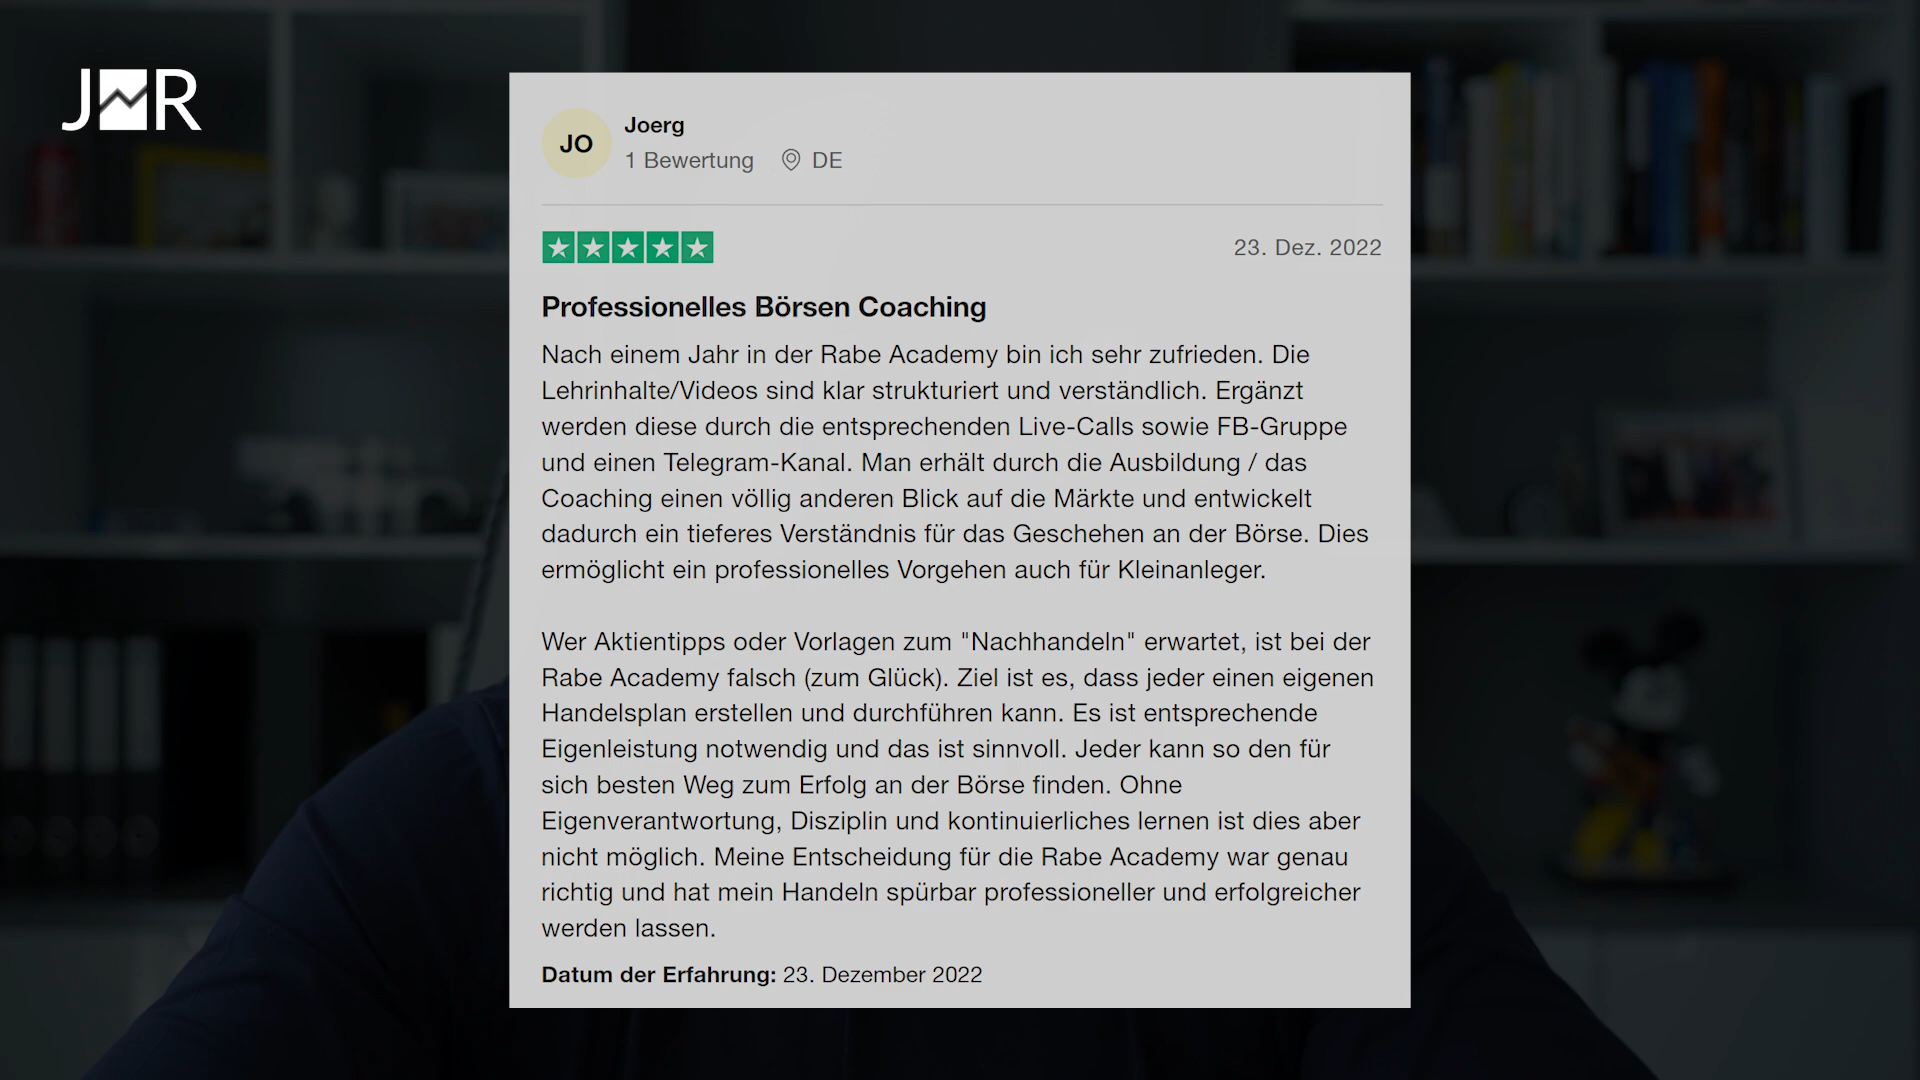 J R
JO
Joerg
1 Bewertung DE
23. Dez. 2022
Professionelles Börsen Coaching
Nach einem Jahr in der Rabe Academy bin ich sehr zufrieden. Die
Lehrinhalte/Videos sind klar strukturiert und verständlich. Ergänzt
werden diese durch die entsprechenden Live-Calls sowie FB-Gruppe
und einen Telegram-Kanal. Man erhält durch die Ausbildung / das
Coaching einen völlig anderen Blick auf die Märkte und entwickelt
dadurch ein tieferes Verständnis für das Geschehen an der Börse. Dies
ermöglicht ein professionelles Vorgehen auch für Kleinanleger.
Wer Aktientipps oder Vorlagen zum "Nachhandeln" erwartet, ist bei der
Rabe Academy falsch (zum Glück). Ziel ist es, dass jeder einen eigenen
Handelsplan erstellen und durchführen kann. Es ist entsprechende
Eigenleistung notwendig und das ist sinnvoll. Jeder kann so den für
sich besten Weg zum Erfolg an der Börse finden. Ohne
Eigenverantwortung, Disziplin und kontinuierliches lernen ist dies aber
nicht möglich. Meine Entscheidung für die Rabe Academy war genau
richtig und hat mein Handeln spürbar professioneller und erfolgreicher
werden lassen.
Datum der Erfahrung: 23. Dezember 2022